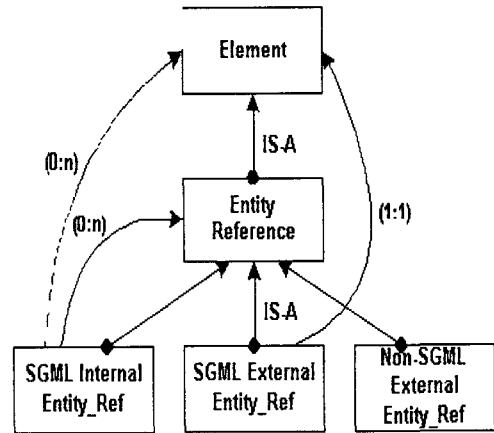 Element
IS-A
(0:n)
(0:n)
(1:1)
Entity
Reference
IS-A
SGML Internal
Entity_Ref
SGML External
Entity_Ref
Non-SGML
External
Entity_Ref